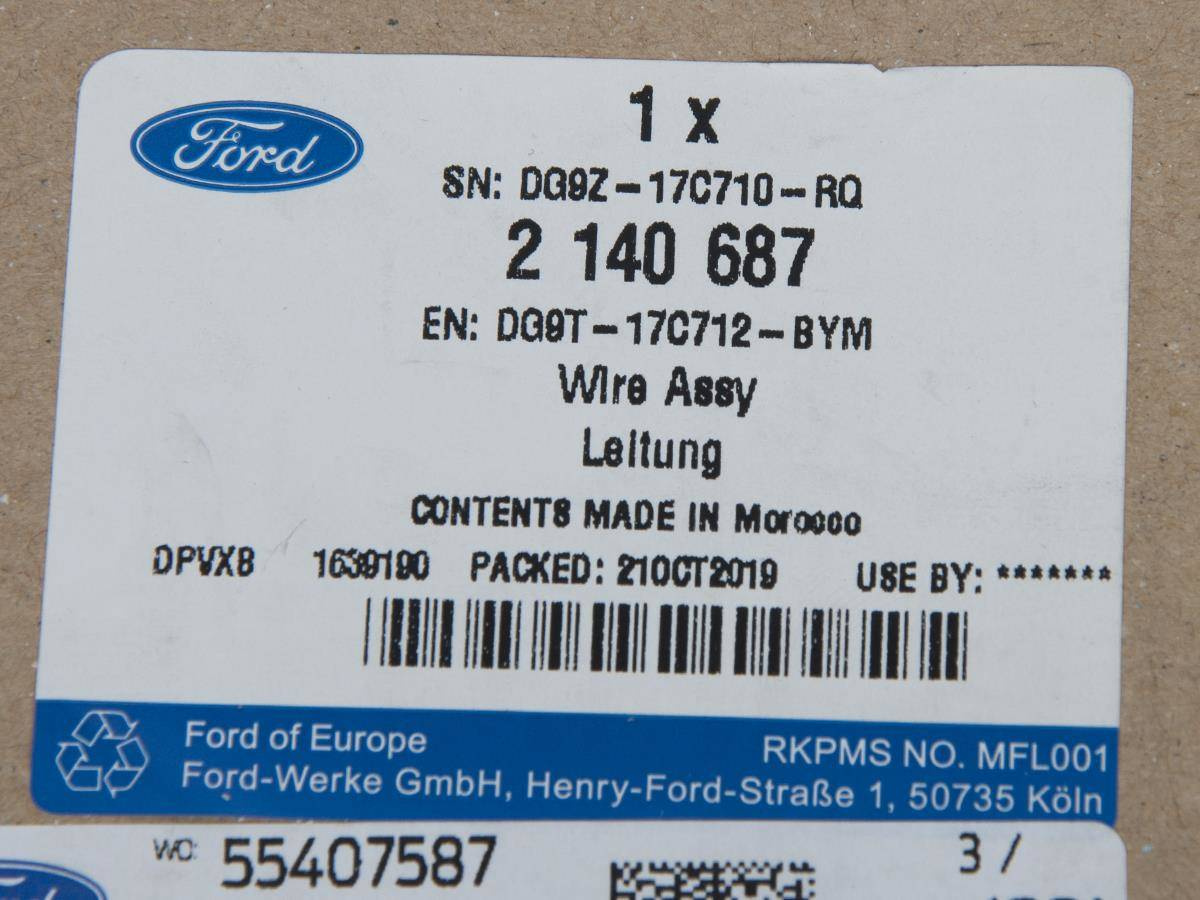 Ford
1 x
SN: DG9Z-17C710-RQ
2 140 687
EN: DG9T-17C712-BYM
Wire Assy
Leitung
CONTENTS MADE IN Morocco
DPVXB 1639190 PACKED: 21OCT2019 USE BY: *******
Ford of Europe RKPMS NO. MFL001
Ford-Werke GmbH, Henry-Ford-Straße 1, 50735 Köln
WO: 55407587 3 /